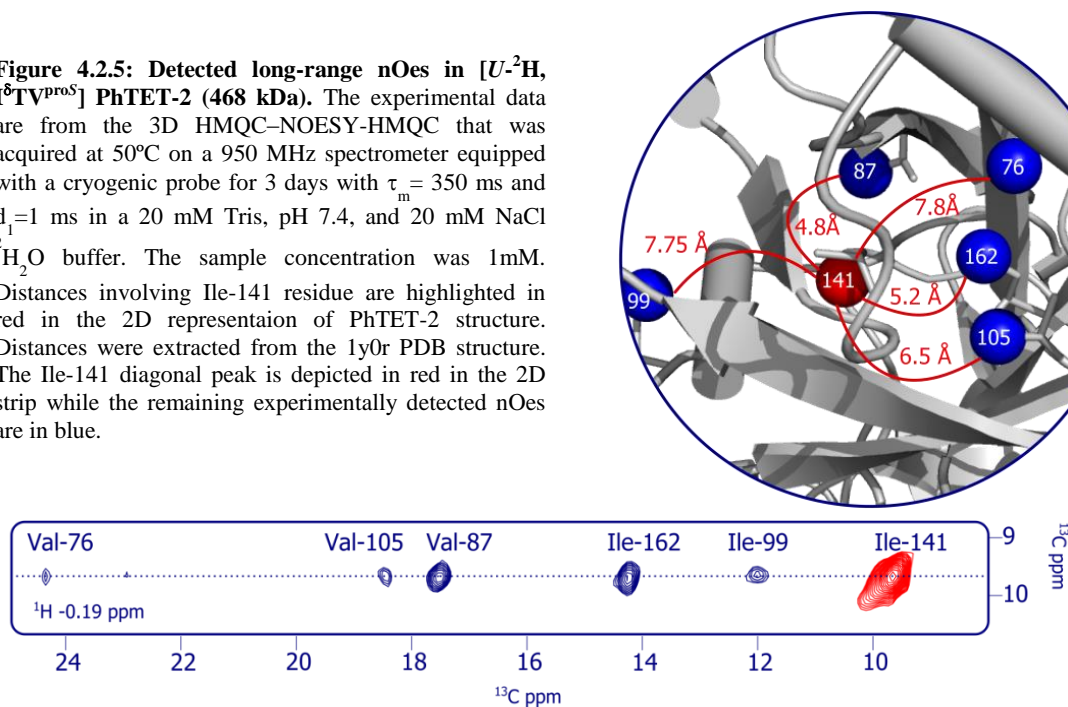 Figure 4.2.5: Detected long-range nOes in [U-²H,
I^δTV^proS] PhTET-2 (468 kDa). The experimental data
are from the 3D HMQC–NOESY-HMQC that was
acquired at 50ºC on a 950 MHz spectrometer equipped
with a cryogenic probe for 3 days with τ_m= 350 ms and
d_1=1 ms in a 20 mM Tris, pH 7.4, and 20 mM NaCl
²H_2O buffer. The sample concentration was 1mM.
Distances involving Ile-141 residue are highlighted in
red in the 2D representaion of PhTET-2 structure.
Distances were extracted from the 1y0r PDB structure.
The Ile-141 diagonal peak is depicted in red in the 2D
strip while the remaining experimentally detected nOes
are in blue.
87
76
7.8Å
4.8Å
7.75 Å
162
141
99
5.2 Å
105
6.5 Å
Val-76 Val-105 Val-87 Ile-162 Ile-99 Ile-141
9
10
¹³C ppm
¹H -0.19 ppm
24 22 20 18 16 14 12 10
¹³C ppm